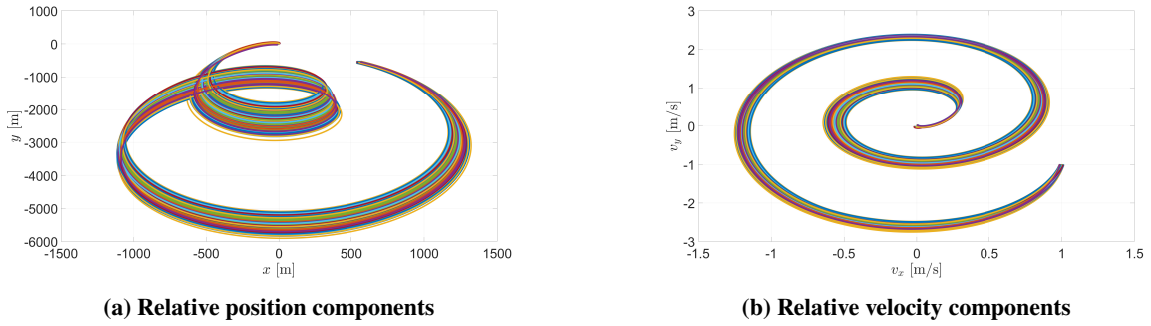 1000
0
-1000
-2000
-3000
-4000
-5000
-6000
y [m]
-1500 -1000 -500 0 500 1000 1500
x [m]
(a) Relative position components
3
2
1
0
-1
-2
-3
v_y [m/s]
-1.5 -1 -0.5 0 0.5 1 1.5
v_x [m/s]
(b) Relative velocity components